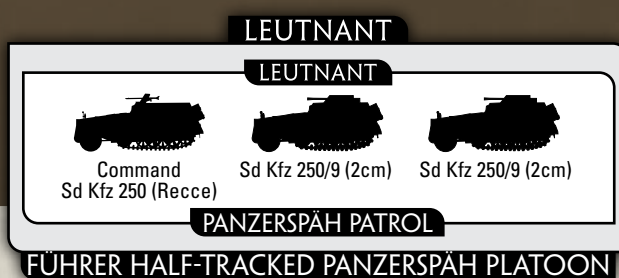 LEUTNANT
LEUTNANT
Command
Sd Kfz 250 (Recce)
Sd Kfz 250/9 (2cm)
Sd Kfz 250/9 (2cm)
PANZERSPÄH PATROL
FÜHRER HALF-TRACKED PANZERSPÄH PLATOON